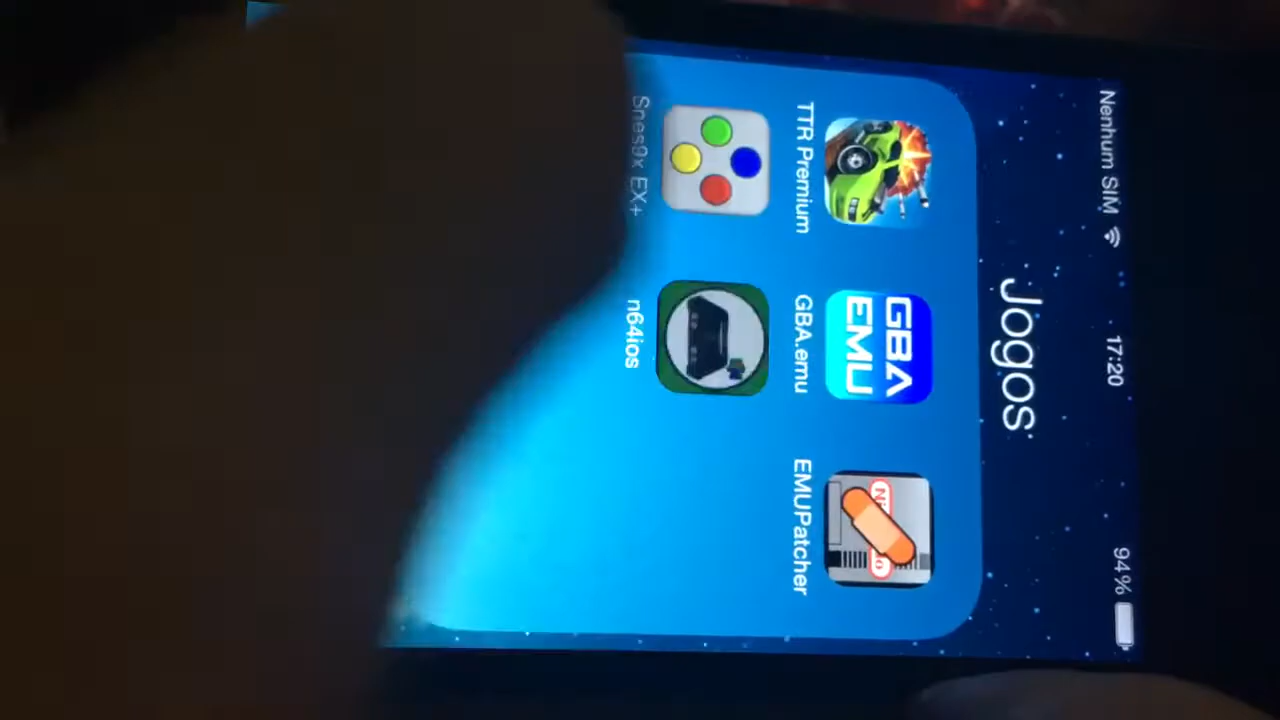 Nenhum SIM 17:20 94%
Jogos
GBA
EMU
TTR Premium GBA.emu EMUPatcher
Snes9x EX+ n64ios